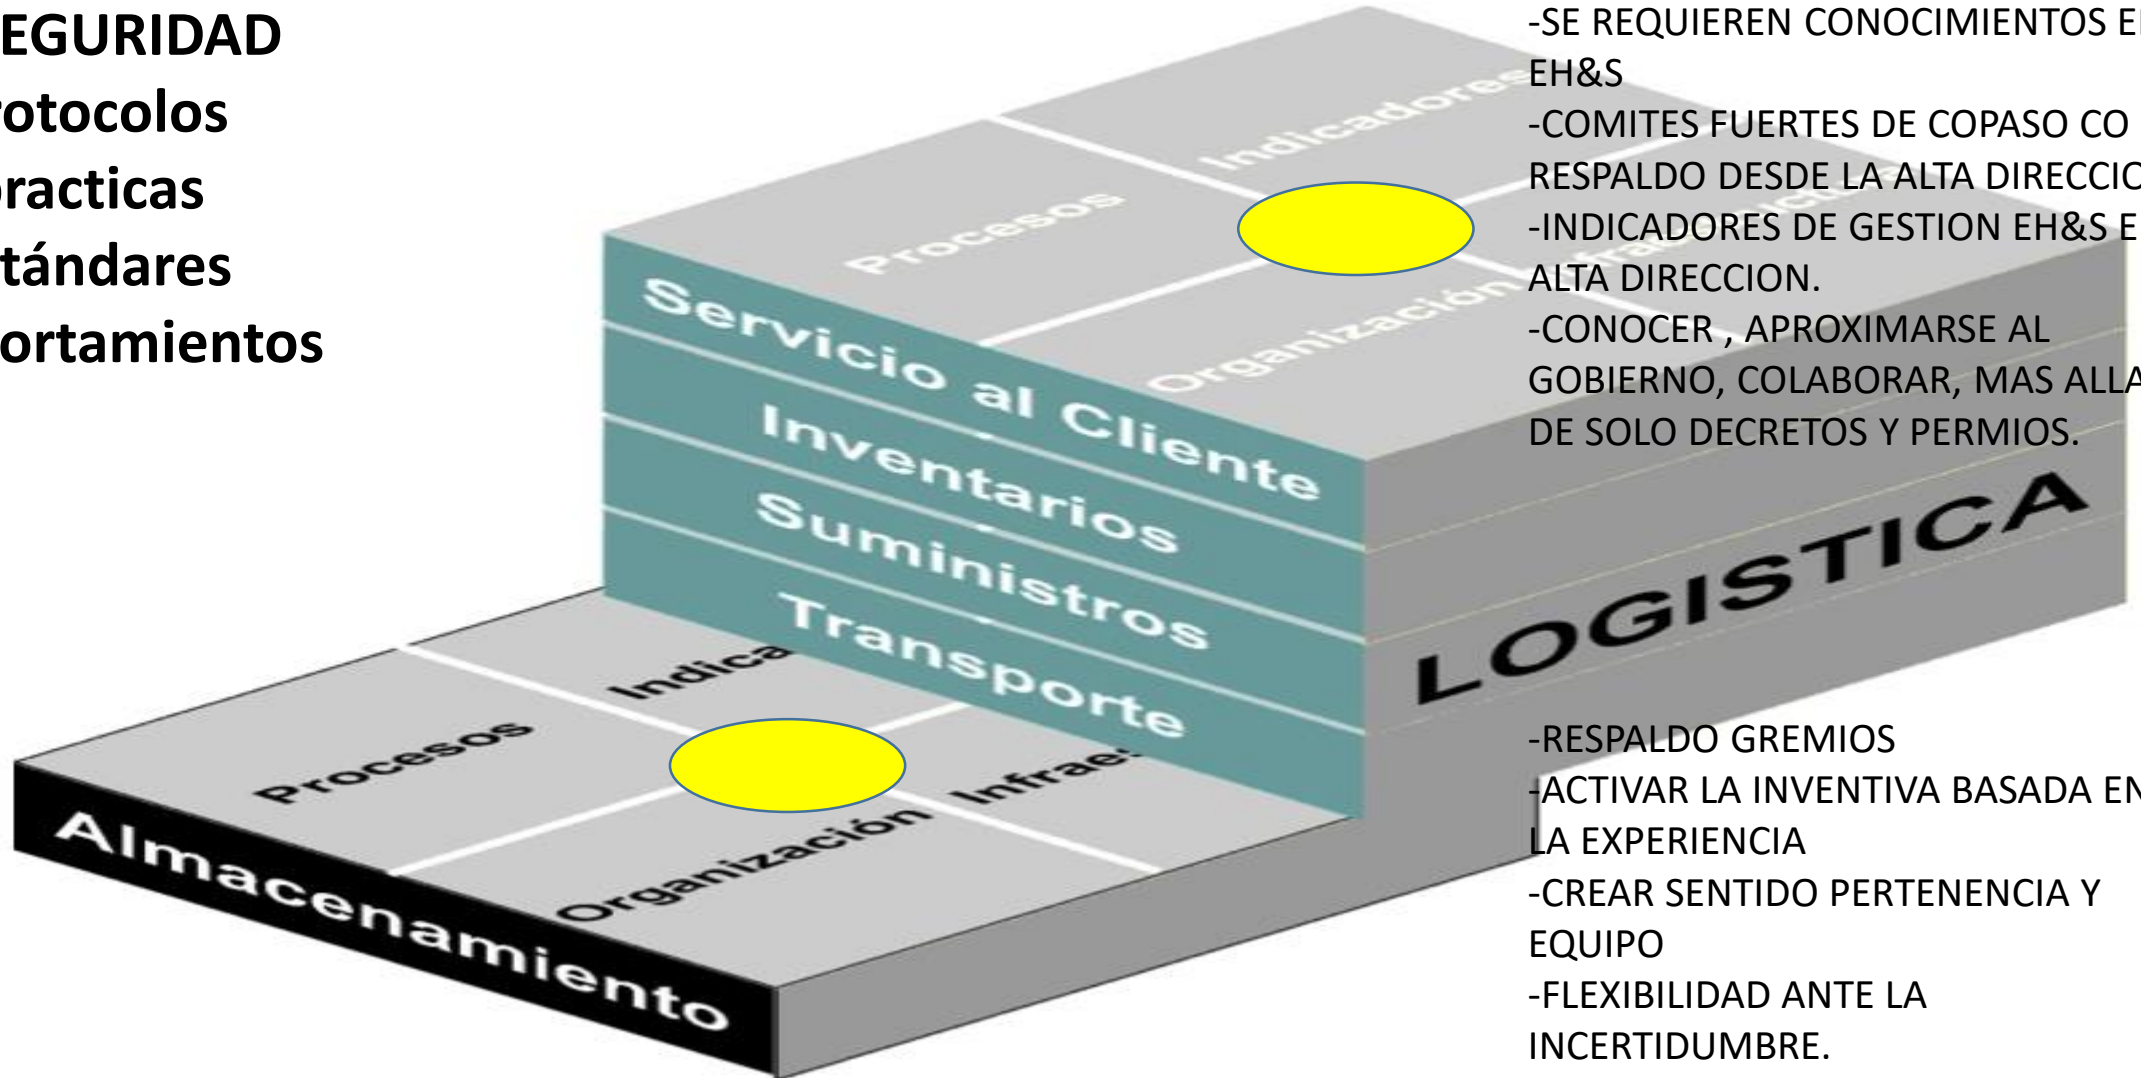 EGURIDAD
rotocolos
practicas
tándares
ortamientos
-SE REQUIEREN CONOCIMIENTOS E
EH&S
-COMITES FUERTES DE COPASO CO
RESPALDO DESDE LA ALTA DIRECCIO
-INDICADORES DE GESTION EH&S E
ALTA DIRECCION.
-CONOCER , APROXIMARSE AL
GOBIERNO, COLABORAR, MAS ALLA
DE SOLO DECRETOS Y PERMIOS.
Indicadores
Procesos
Organización
Servicio al Cliente
Inventarios
Suministros
Transporte
LOGISTICA
Indica
Procesos
Infraes
Organización
Almacenamiento
-RESPALDO GREMIOS
-ACTIVAR LA INVENTIVA BASADA EN
LA EXPERIENCIA
-CREAR SENTIDO PERTENENCIA Y
EQUIPO
-FLEXIBILIDAD ANTE LA
INCERTIDUMBRE.